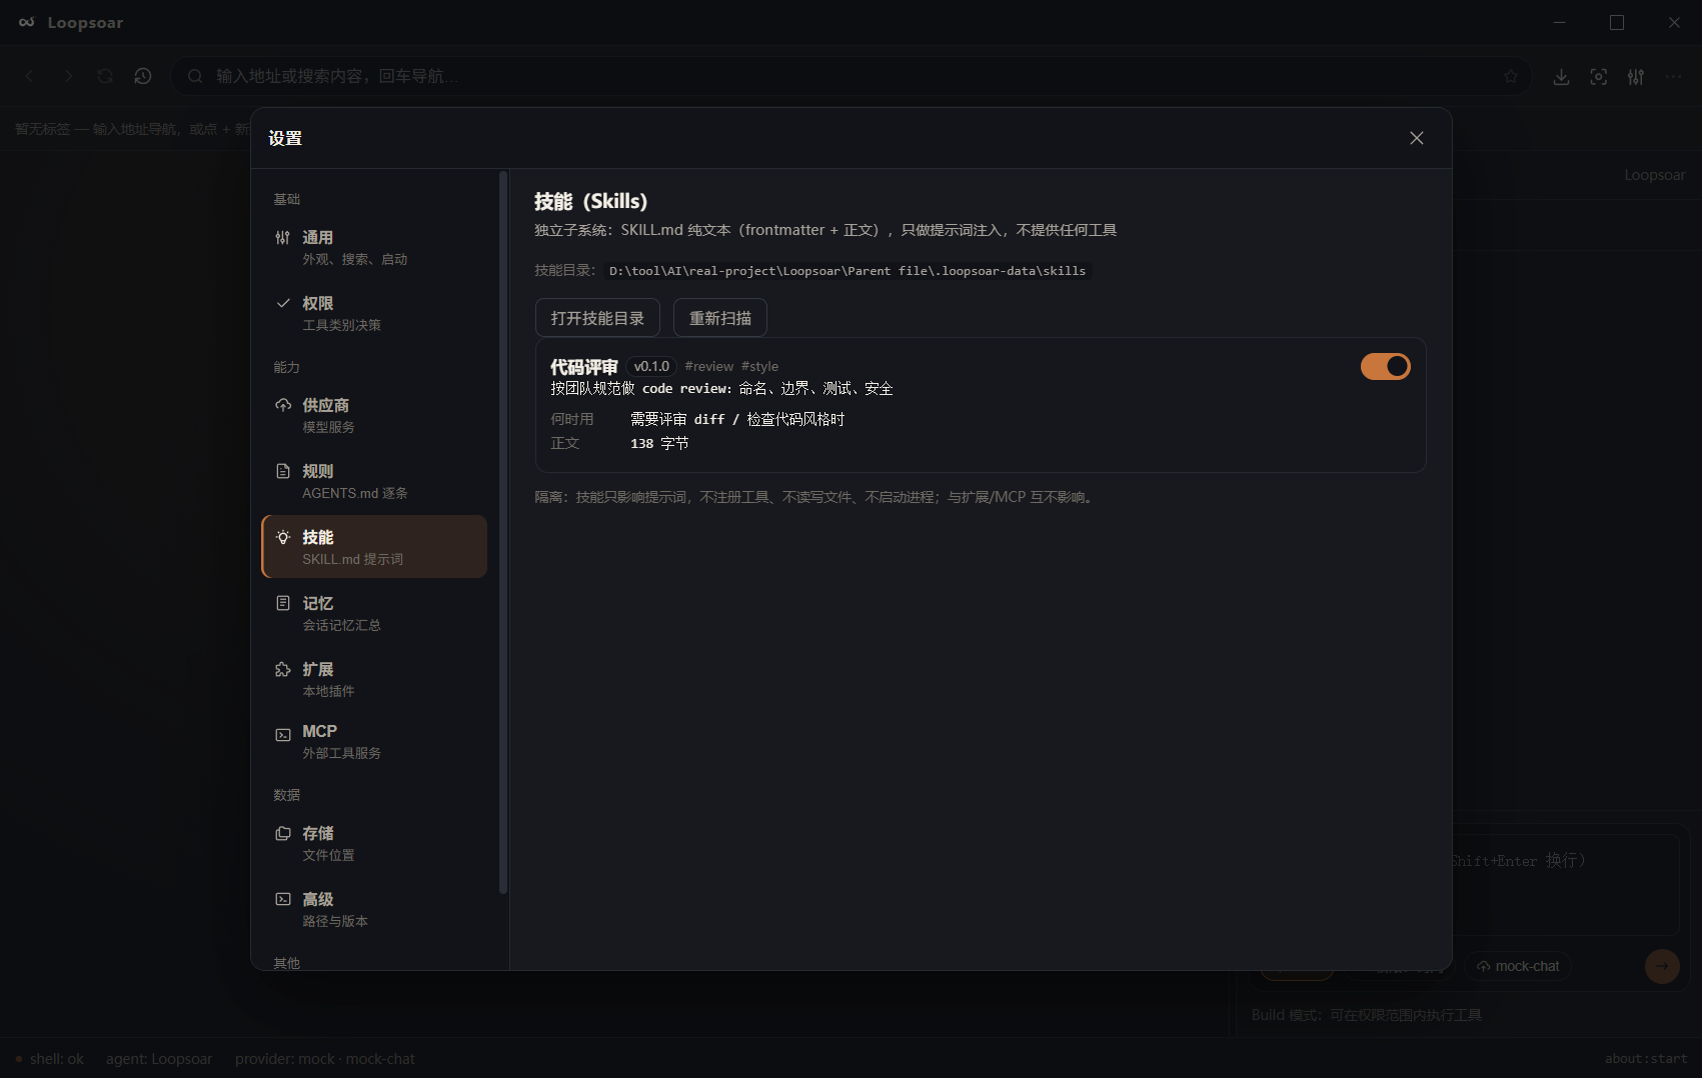 Loopsoar
输入地址或搜索内容，回车导航…
暂无标签 — 输入地址导航，或点 + 新
Loopsoar
设置
基础
通用
外观、搜索、启动
权限
工具类别决策
能力
供应商
模型服务
规则
AGENTS.md 逐条
技能
SKILL.md 提示词
记忆
会话记忆汇总
扩展
本地插件
MCP
外部工具服务
数据
存储
文件位置
高级
路径与版本
其他
技能（Skills）
独立子系统：SKILL.md 纯文本（frontmatter + 正文），只做提示词注入，不提供任何工具
技能目录： D:\tool\AI\real-project\Loopsoar\Parent file\.loopsoar-data\skills
打开技能目录 重新扫描
代码评审 v0.1.0 #review #style
按团队规范做 code review：命名、边界、测试、安全
何时用 需要评审 diff / 检查代码风格时
正文 138 字节
隔离：技能只影响提示词，不注册工具、不读写文件、不启动进程；与扩展/MCP 互不影响。
Shift+Enter 换行）
mock-chat
Build 模式：可在权限范围内执行工具
shell: ok agent: Loopsoar provider: mock · mock-chat
about:start